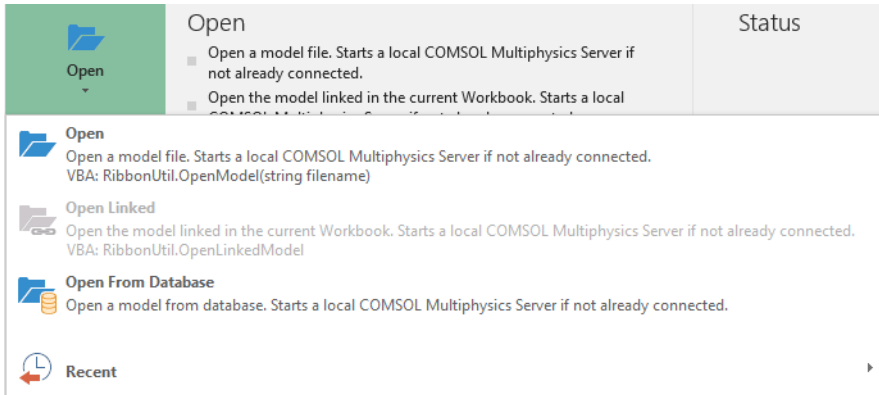 Open
Open
Open a model file. Starts a local COMSOL Multiphysics Server if
not already connected.
Open the model linked in the current Workbook. Starts a local
Status
Open
Open a model file. Starts a local COMSOL Multiphysics Server if not already connected.
VBA: RibbonUtil.OpenModel(string filename)
Open Linked
Open the model linked in the current Workbook. Starts a local COMSOL Multiphysics Server if not already connected.
VBA: RibbonUtil.OpenLinkedModel
Open From Database
Open a model from database. Starts a local COMSOL Multiphysics Server if not already connected.
Recent